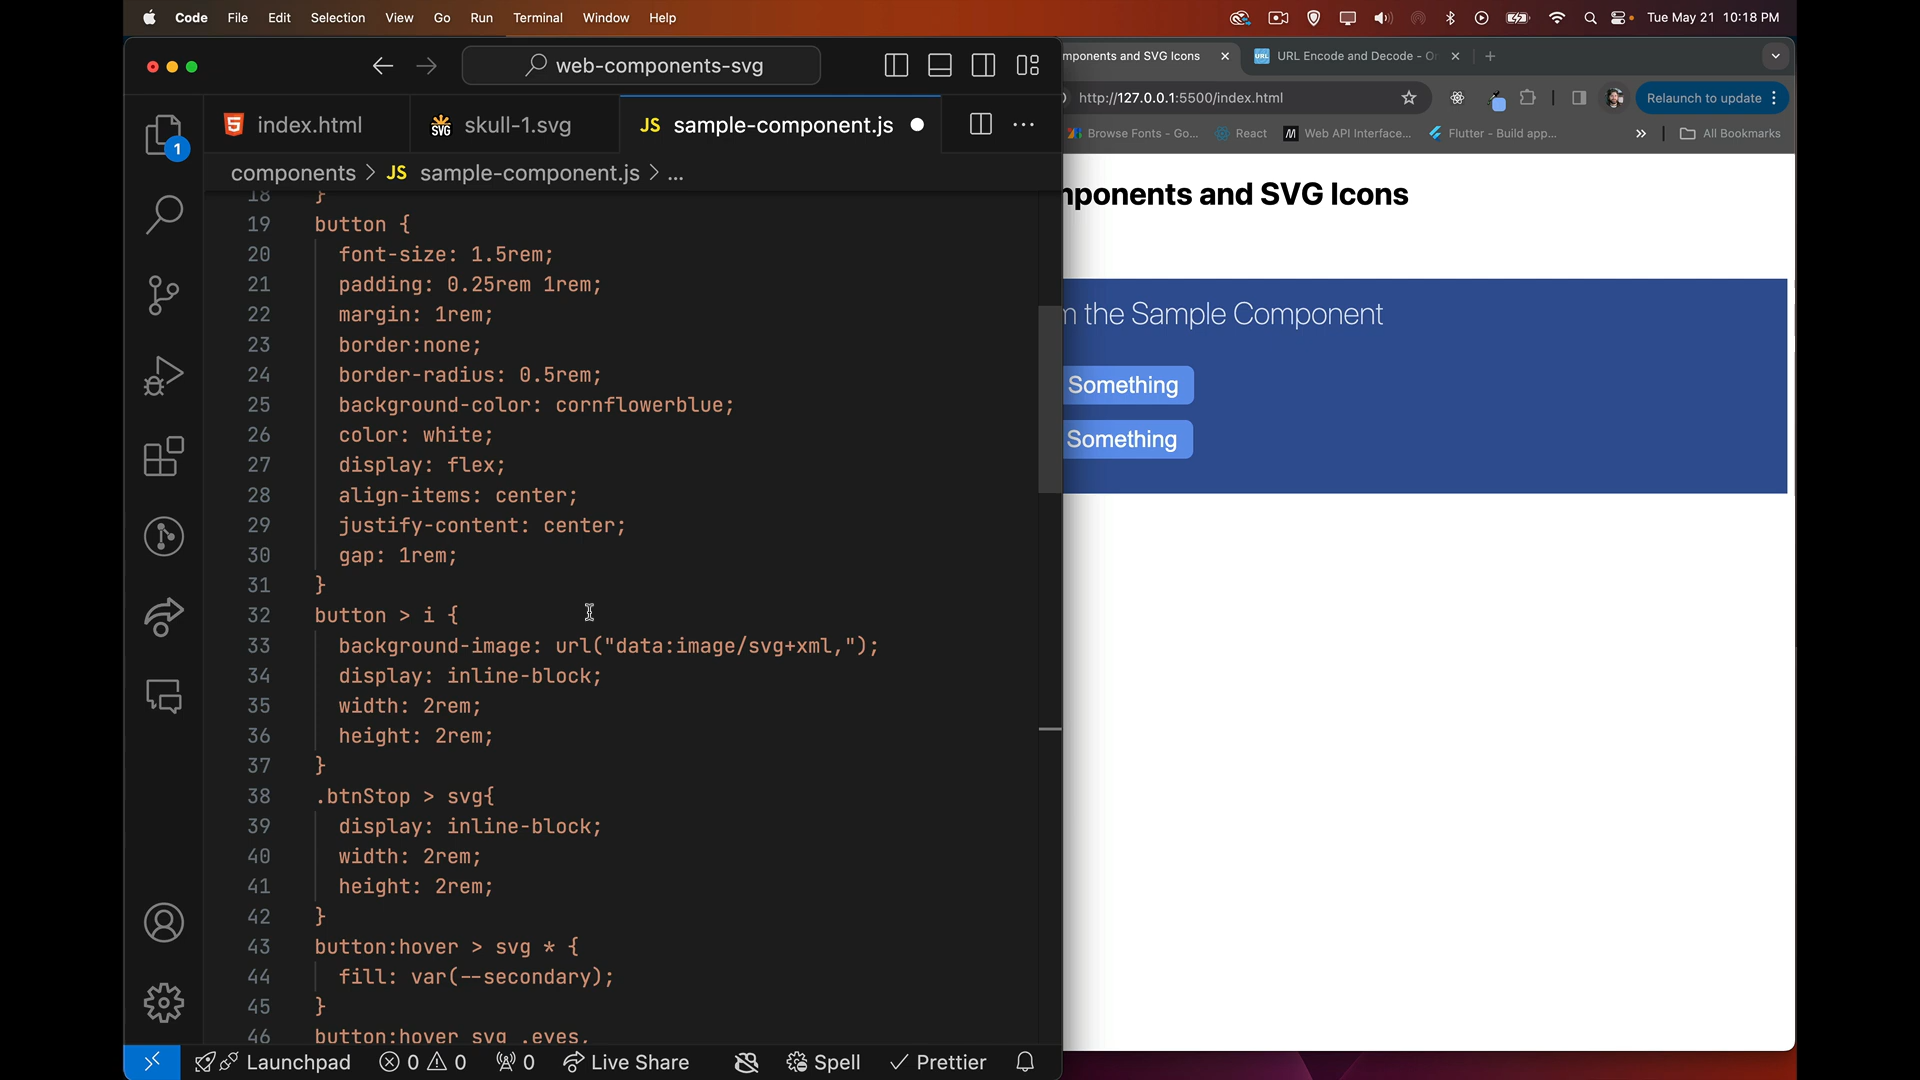 Code File Edit Selection View Go Run Terminal Window Help
Tue May 21 10:18 PM
web-components-svg
index.html
skull-1.svg
JS sample-component.js
components > JS sample-component.js > ...
1
18 }
19 button {
20 font-size: 1.5rem;
21 padding: 0.25rem 1rem;
22 margin: 1rem;
23 border:none;
24 border-radius: 0.5rem;
25 background-color: cornflowerblue;
26 color: white;
27 display: flex;
28 align-items: center;
29 justify-content: center;
30 gap: 1rem;
31 }
32 button > i {
33 background-image: url("data:image/svg+xml,");
34 display: inline-block;
35 width: 2rem;
36 height: 2rem;
37 }
38 .btnStop > svg{
39 display: inline-block;
40 width: 2rem;
41 height: 2rem;
42 }
43 button:hover > svg * {
44 fill: var(--secondary);
45 }
46 button:hover svg .eyes,
Launchpad 0 0 0 Live Share Spell Prettier
mponents and SVG Icons
URL Encode and Decode - O
http://127.0.0.1:5500/index.html
Relaunch to update
Browse Fonts - Go... React Web API Interface... Flutter - Build app... » All Bookmarks
nponents and SVG Icons
m the Sample Component
Something
Something